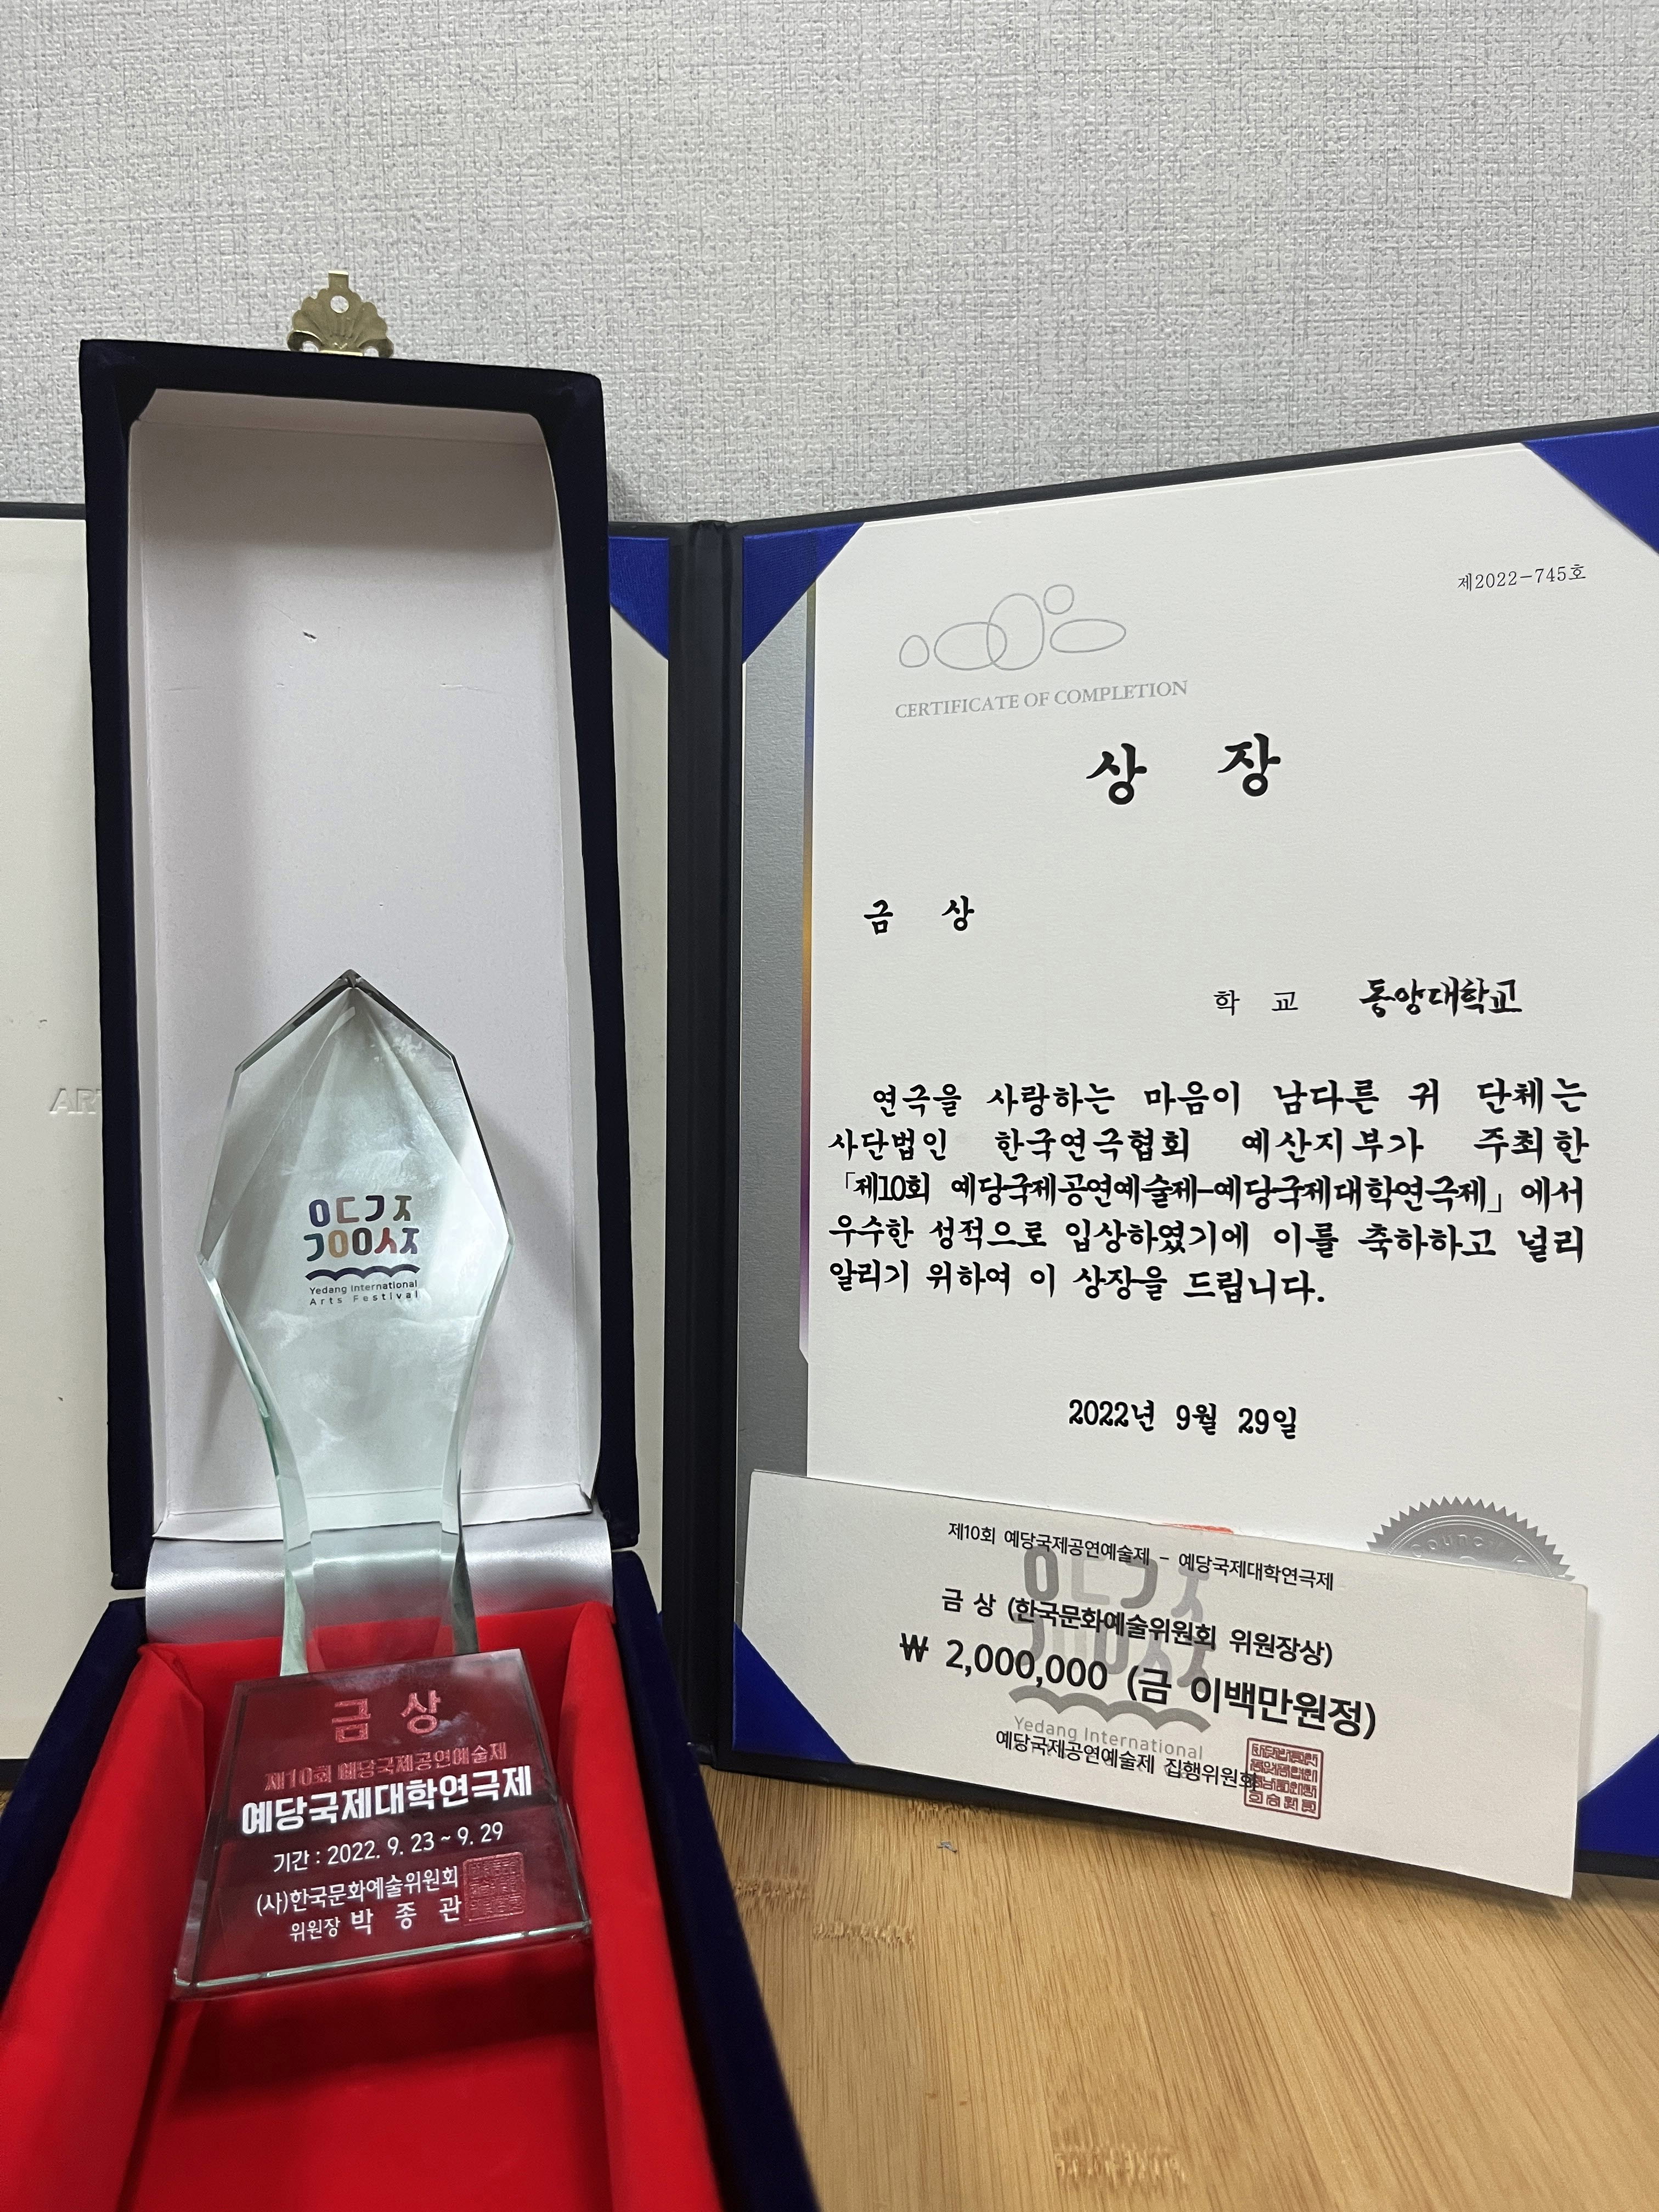 제2022-745호
CERTIFICATE OF COMPLETION
상 장
금 상
학 교 동양대학교
연극을 사랑하는 마음이 남다른 귀 단체는
사단법인 한국연극협회 예산지부가 주최한
「제10회 예당국제공연예술제-예당국제대학연극제」에서
우수한 성적으로 입상하였기에 이를 축하하고 널리
알리기 위하여 이 상장을 드립니다.
2022년 9월 29일
제10회 예당국제공연예술제 - 예당국제대학연극제
금 상 (한국문화예술위원회 위원장상)
₩ 2,000,000 (금 이백만원정)
Yedang International
예당국제공연예술제 집행위원회
Yedang International
Arts Festival
금 상
제10회 예당국제공연예술제
예당국제대학연극제
기간 : 2022. 9. 23 ~ 9. 29
(사)한국문화예술위원회
위원장 박 종 관